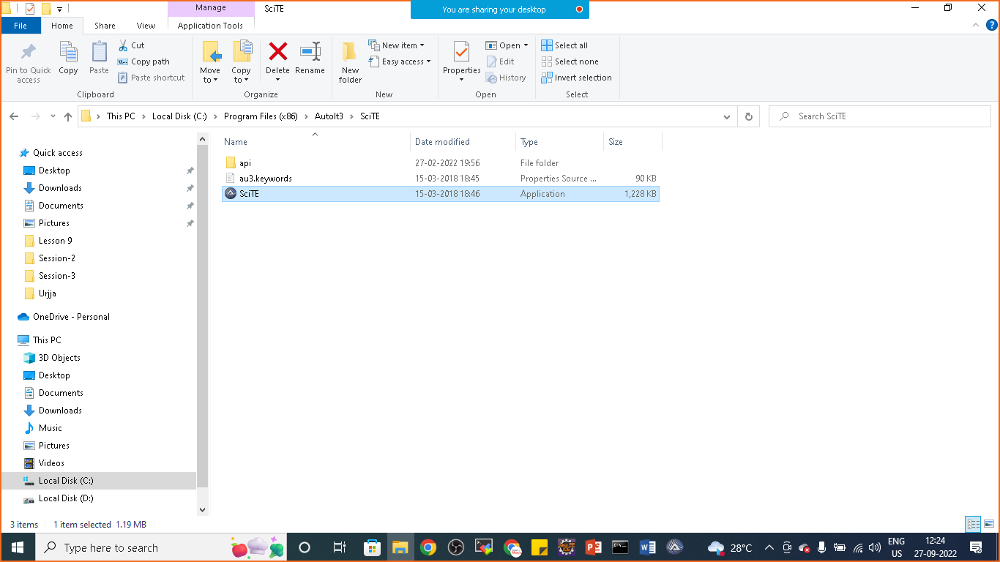 Manage
SciTE
You are sharing your desktop
File
Home
Share
View
Application Tools
Pin to Quick access
Copy
Paste
Cut
Copy path
Paste shortcut
Clipboard
Move to
Copy to
Delete
Rename
Organize
New folder
New item
Easy access
New
Properties
Open
Edit
History
Open
Select all
Select none
Invert selection
Select
This PC > Local Disk (C:) > Program Files (x86) > AutoIt3 > SciTE
Search SciTE
Quick access
Desktop
Downloads
Documents
Pictures
Lesson 9
Session-2
Session-3
Urjja
OneDrive - Personal
This PC
3D Objects
Desktop
Documents
Downloads
Music
Pictures
Videos
Local Disk (C:)
Local Disk (D:)
Name Date modified Type Size
api 27-02-2022 19:56 File folder
au3.keywords 15-03-2018 18:45 Properties Source ... 90 KB
SciTE 15-03-2018 18:46 Application 1,228 KB
3 items 1 item selected 1.19 MB
Type here to search
28°C
ENG
US
12:24
27-09-2022